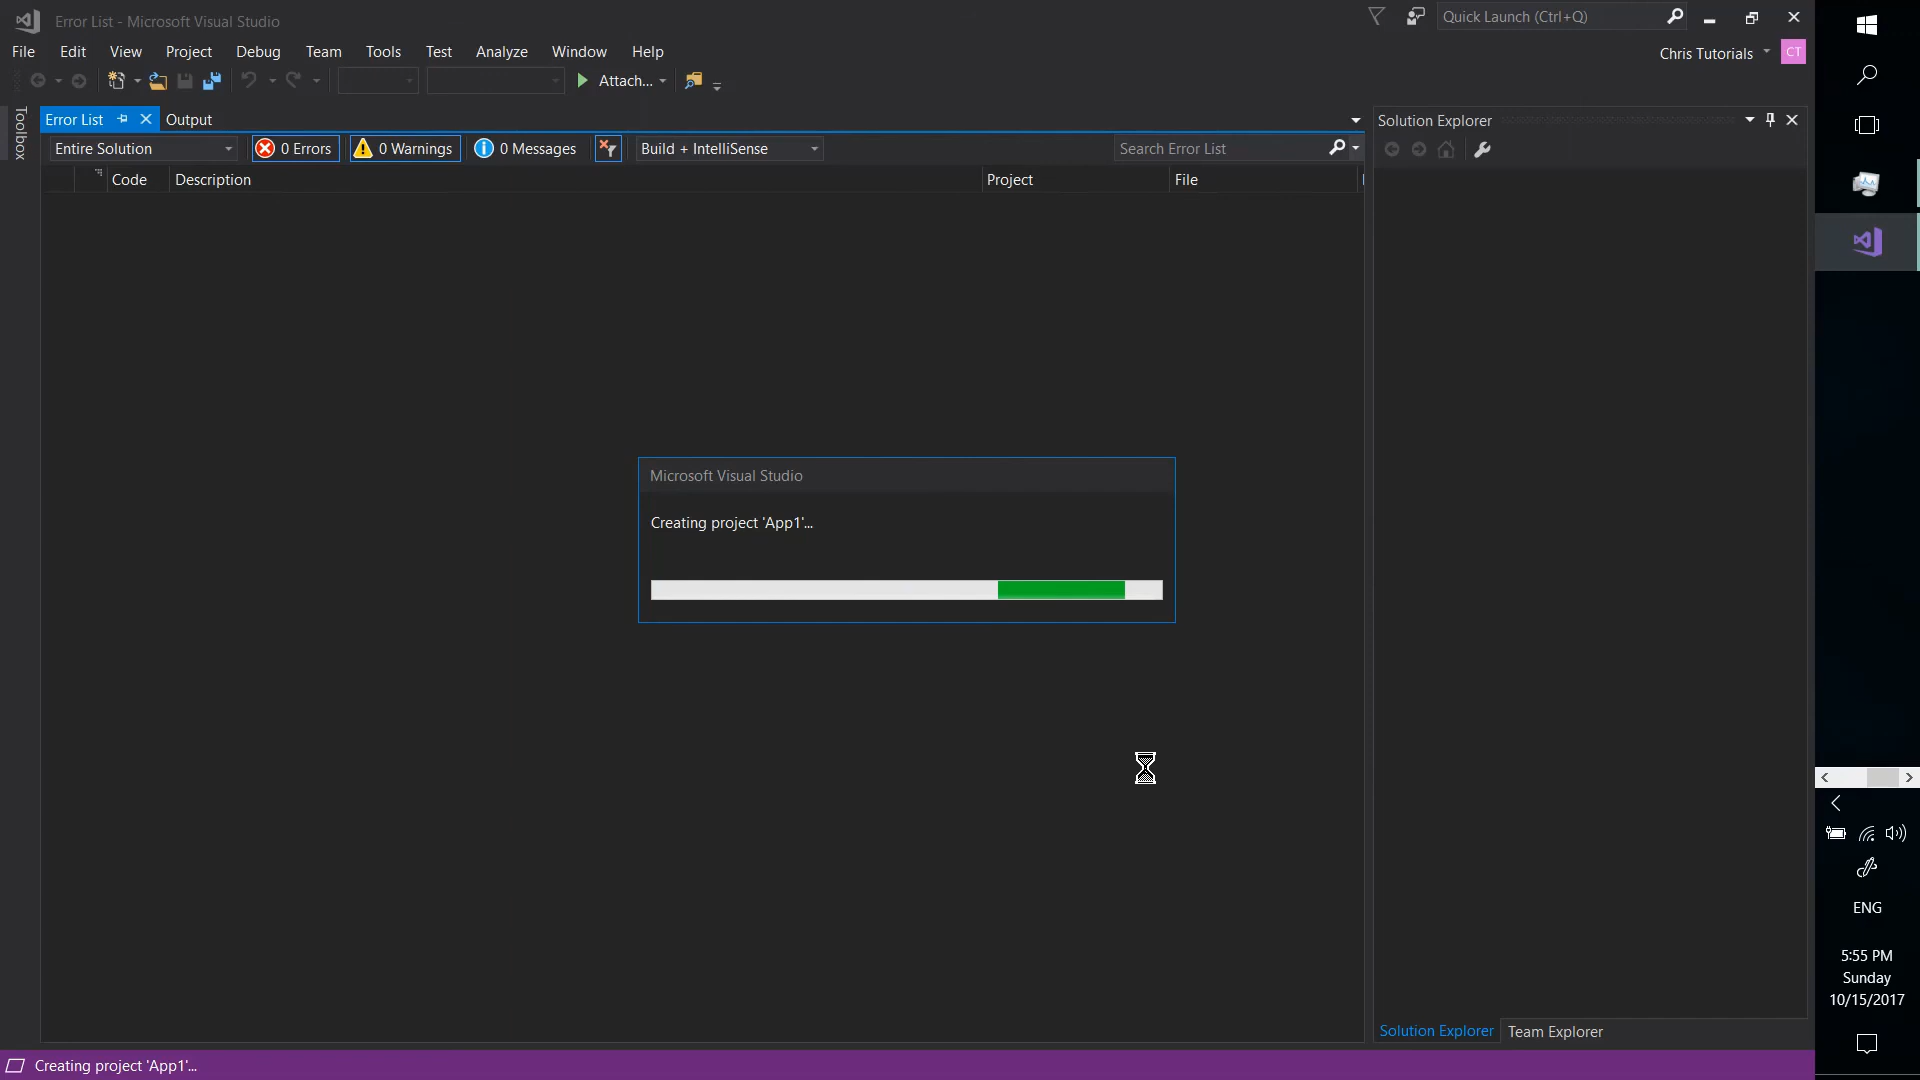 Error List - Microsoft Visual Studio
Quick Launch (Ctrl+Q)
File Edit View Project Debug Team Tools Test Analyze Window Help
Chris Tutorials CT
Attach...
Toolbox
Error List Output
Solution Explorer
Entire Solution 0 Errors 0 Warnings 0 Messages Build + IntelliSense Search Error List
Code Description Project File
Microsoft Visual Studio
Creating project 'App1'...
ENG
5:55 PM
Sunday
10/15/2017
Solution Explorer Team Explorer
Creating project 'App1'...